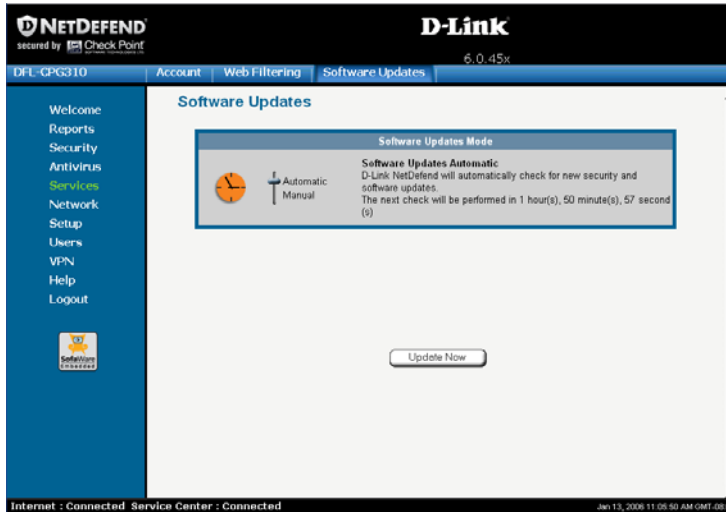 NETDEFEND
secured by Check Point
SOFTWARE TECHNOLOGIES LTD.
D-Link
6.0.45x
DFL-CPG310
Account
Web Filtering
Software Updates
Welcome
Reports
Security
Antivirus
Services
Network
Setup
Users
VPN
Help
Logout
SofaWare
Embedded
Software Updates
Software Updates Mode
Automatic
Manual
Software Updates Automatic
D-Link NetDefend will automatically check for new security and
software updates.
The next check will be performed in 1 hour(s), 50 minute(s), 57 second
(s)
Update Now
Internet : Connected Service Center : Connected
Jan 13, 2006 11:05:50 AM GMT-08